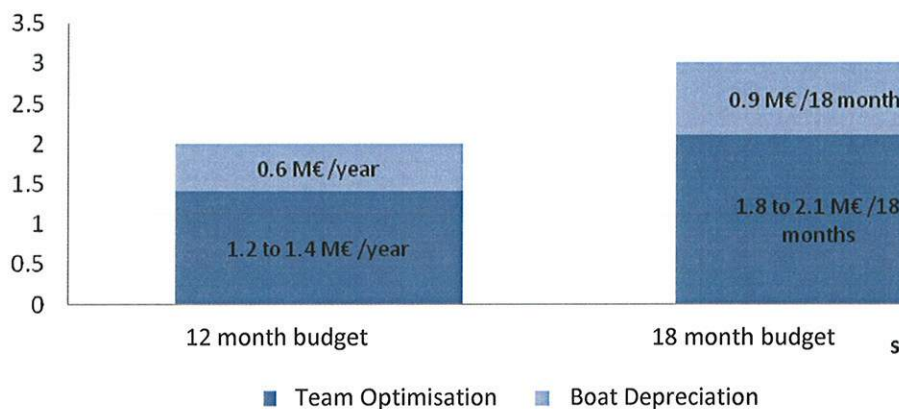 3.5
3
2.5
2
1.5
1
0.5
0
0.6 M€/year
1.2 to 1.4 M€/year
0.9 M€/18 month
1.8 to 2.1 M€/18
months
12 month budget
18 month budget
s
Team Optimisation
Boat Depreciation